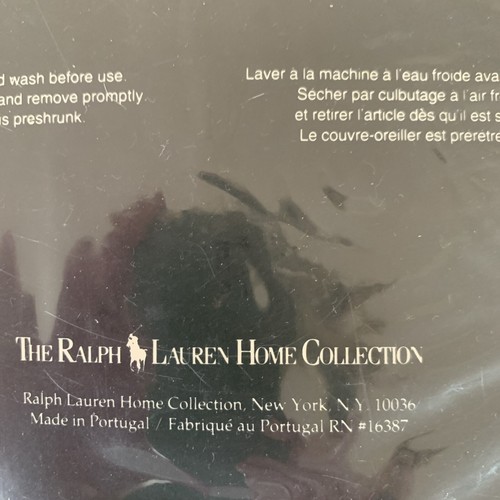 d wash before use.
and remove promptly.
is preshrunk.
Laver à la machine à l'eau froide ava
Sécher par culbutage à l'air fr
et retirer l'article dès qu'il est s
Le couvre-oreiller est prérétré
THE RALPH LAUREN HOME COLLECTION
Ralph Lauren Home Collection, New York, N.Y. 10036
Made in Portugal / Fabriqué au Portugal RN #16387